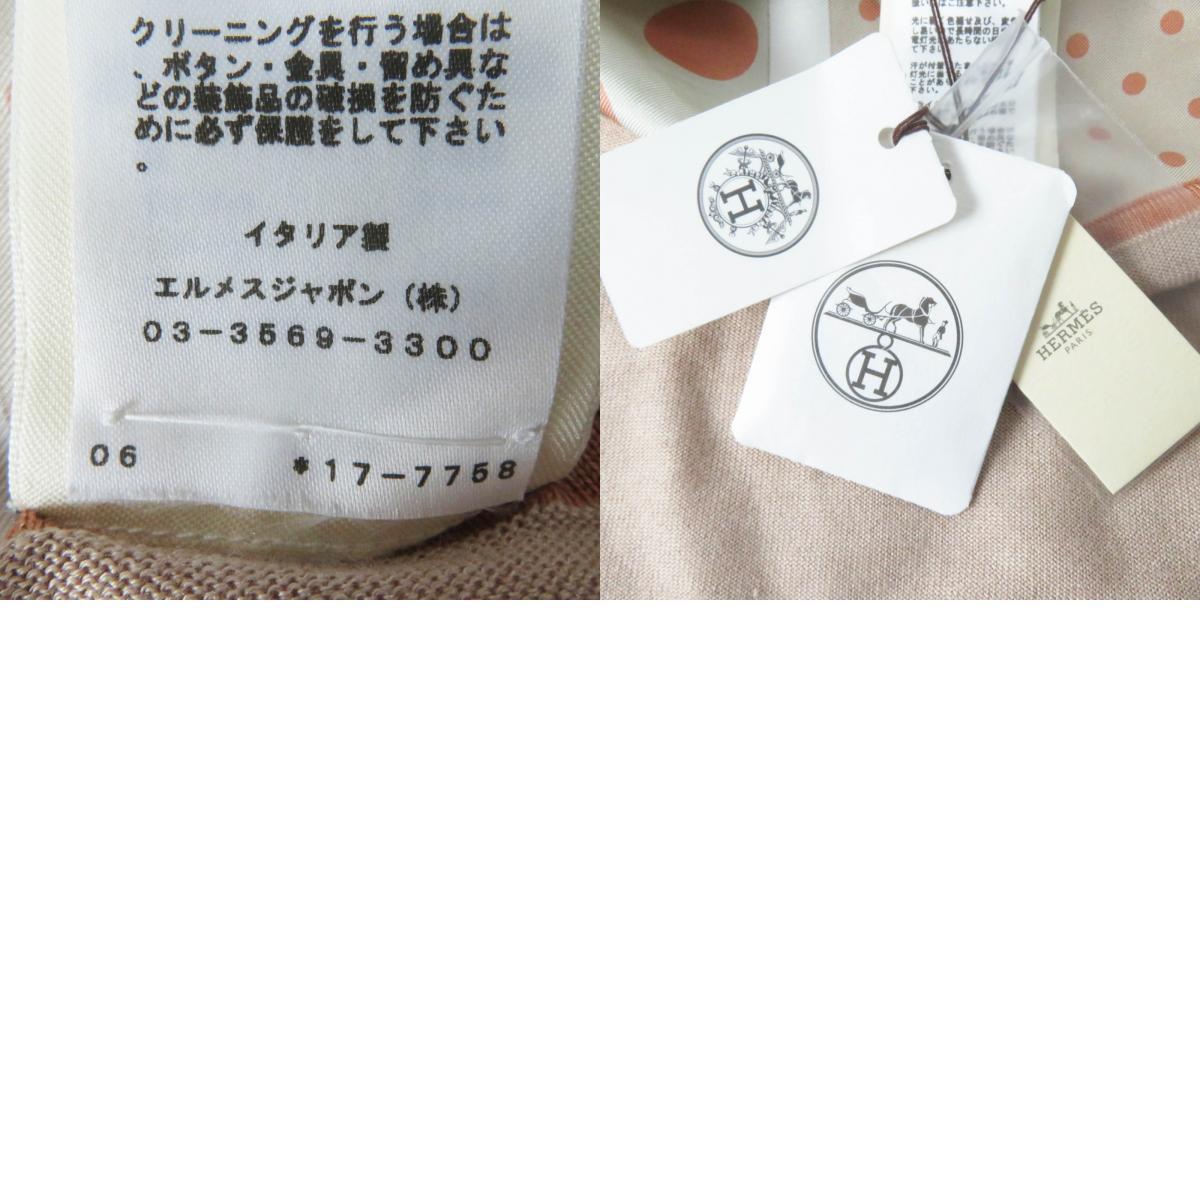 クリーニングを行う場合は
、ボタン・金具・留め具な
どの装飾品の破損を防ぐた
めに必ず保護をして下さい
。
イタリア製
エルメスジャポン（株）
03-3569-3300
06
*17-7758
H
H
HERMÈS
PARIS